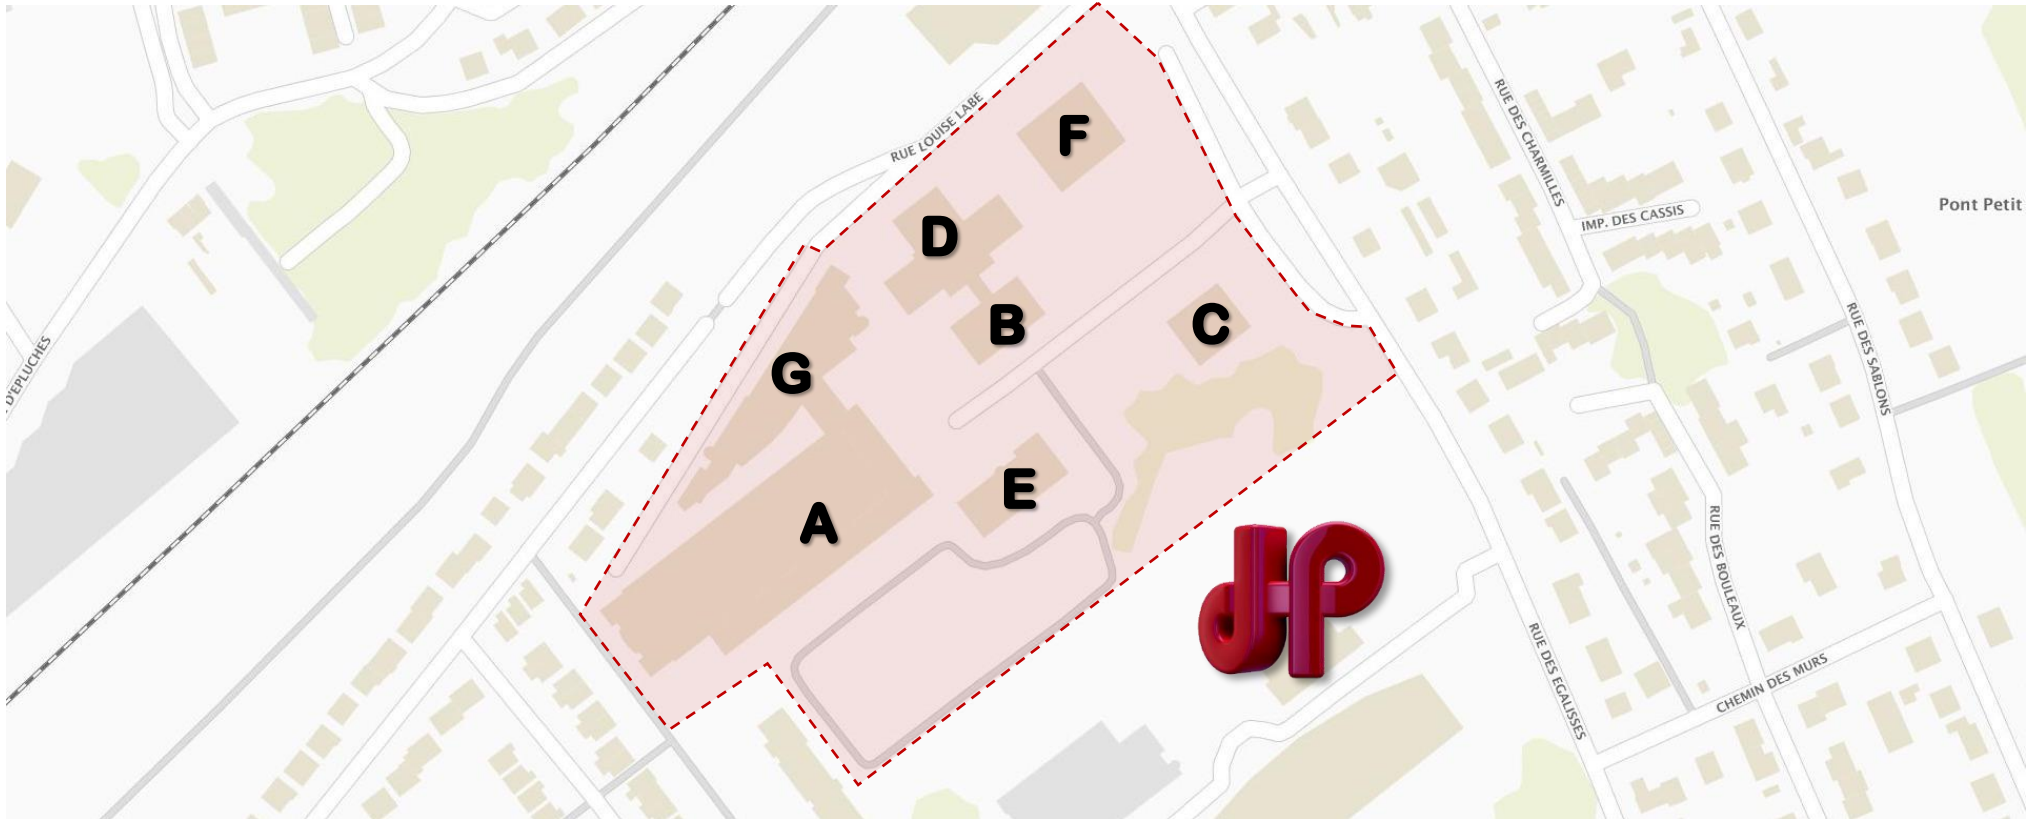 RUE LOUISE LABE
F
RUE DES CHARMILLES
IMP. DES CASSIS
Pont Petit
D
B
C
G
RUE DES SABLONS
D'EPLUCHES
E
A
dp
RUE DES BOULEAUX
RUE DES EGALISSES
CHEMIN DES MURS